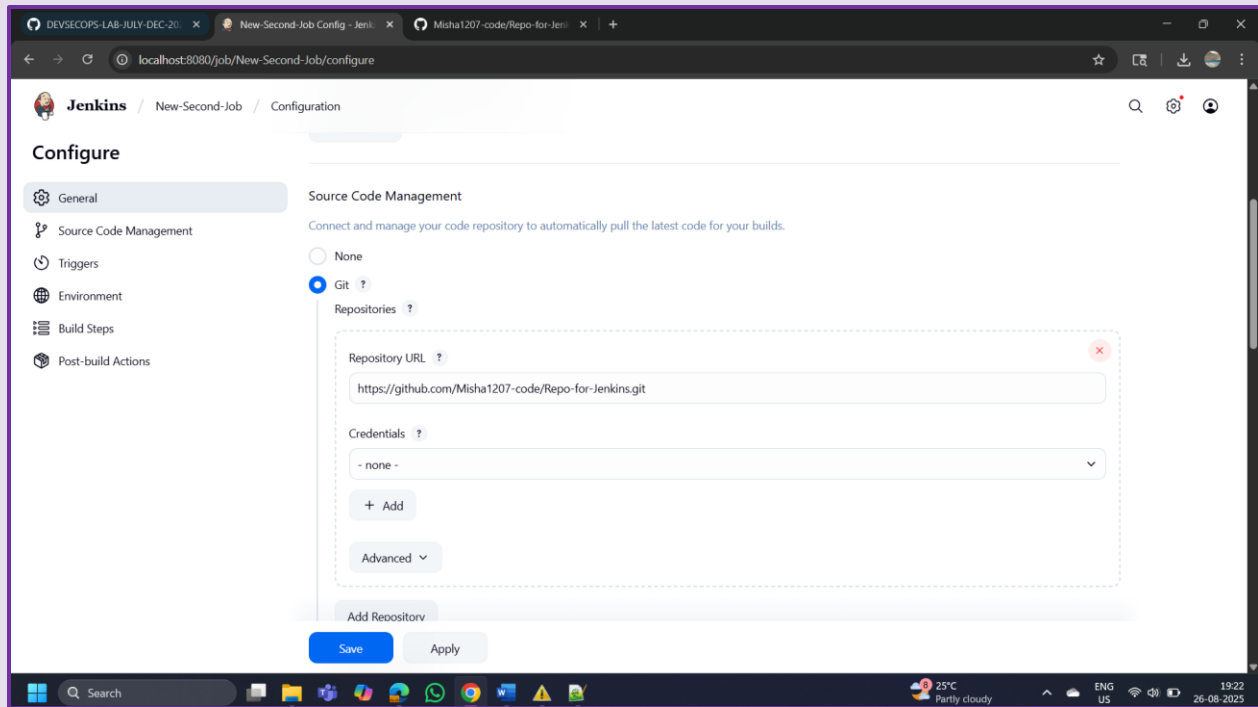 DEVSECOPS-LAB-JULY-DEC-20
New-Second-Job Config - Jenki
Misha1207-code/Repo-for-Jenk
localhost:8080/job/New-Second-Job/configure
Jenkins / New-Second-Job / Configuration
Configure
General
Source Code Management
Triggers
Environment
Build Steps
Post-build Actions
Source Code Management
Connect and manage your code repository to automatically pull the latest code for your builds.
None
Git ?
Repositories ?
Repository URL ?
https://github.com/Misha1207-code/Repo-for-Jenkins.git
Credentials ?
- none -
+ Add
Advanced
Add Repository
Save
Apply
Search
8
25°C
Partly cloudy
ENG
US
19:22
26-08-2025